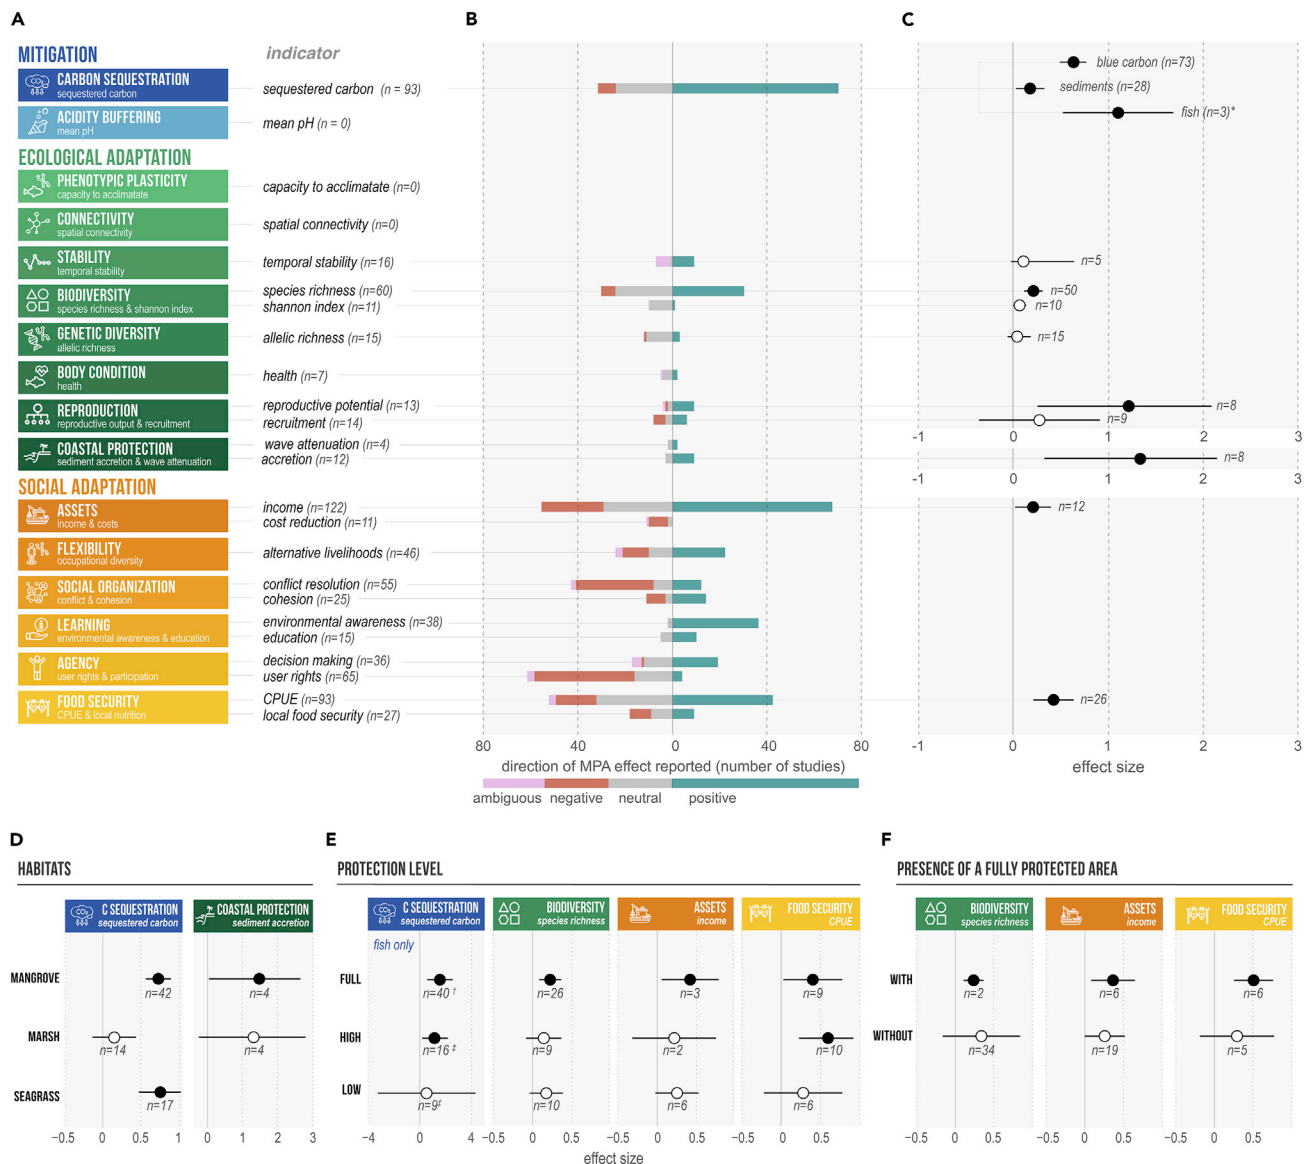 A
B
C
MITIGATION
indicator
CARBON SEQUESTRATION
sequestered carbon
sequestered carbon (n = 93)
blue carbon (n=73)
sediments (n=28)
fish (n=3)*
ACIDITY BUFFERING
mean pH
mean pH (n = 0)
ECOLOGICAL ADAPTATION
PHENOTYPIC PLASTICITY
capacity to acclimatate
capacity to acclimatate (n=0)
CONNECTIVITY
spatial connectivity
spatial connectivity (n=0)
STABILITY
temporal stability
temporal stability (n=16)
n=5
BIODIVERSITY
species richness & shannon index
species richness (n=60)
n=50
shannon index (n=11)
n=10
GENETIC DIVERSITY
allelic richness
allelic richness (n=15)
n=15
BODY CONDITION
health
health (n=7)
REPRODUCTION
reproductive output & recruitment
reproductive potential (n=13)
n=8
recruitment (n=14)
n=9
-1 0 1 2 3
COASTAL PROTECTION
sediment accretion & wave attenuation
wave attenuation (n=4)
accretion (n=12)
n=8
SOCIAL ADAPTATION
ASSETS
income & costs
income (n=122)
n=12
cost reduction (n=11)
FLEXIBILITY
occupational diversity
alternative livelihoods (n=46)
SOCIAL ORGANIZATION
conflict & cohesion
conflict resolution (n=55)
cohesion (n=25)
LEARNING
environmental awareness & education
environmental awareness (n=38)
education (n=15)
AGENCY
user rights & participation
decision making (n=36)
user rights (n=65)
FOOD SECURITY
CPUE & local nutrition
CPUE (n=93)
n=26
local food security (n=27)
80 40 0 40 80
-1 0 1 2 3
direction of MPA effect reported (number of studies)
effect size
ambiguous negative neutral positive
D
HABITATS
C SEQUESTRATION
sequestered carbon
COASTAL PROTECTION
sediment accretion
MANGROVE
n=42
n=4
MARSH
n=14
n=4
SEAGRASS
n=17
−0.5 0 0.5 1
0 1 2 3
E
PROTECTION LEVEL
C SEQUESTRATION
sequestered carbon
BIODIVERSITY
species richness
ASSETS
income
FOOD SECURITY
CPUE
fish only
FULL
n=40 †
n=26
n=3
n=9
HIGH
n=16 ‡
n=9
n=2
n=10
LOW
n=9‡
n=10
n=6
n=6
−4 0 4
−0.5 0 0.5
−0.5 0 0.5
−0.5 0 0.5
effect size
F
PRESENCE OF A FULLY PROTECTED AREA
BIODIVERSITY
species richness
ASSETS
income
FOOD SECURITY
CPUE
WITH
n=2
n=6
n=6
WITHOUT
n=34
n=19
n=5
−0.5 0 0.5
−0.5 0 0.5
−0.5 0 0.5